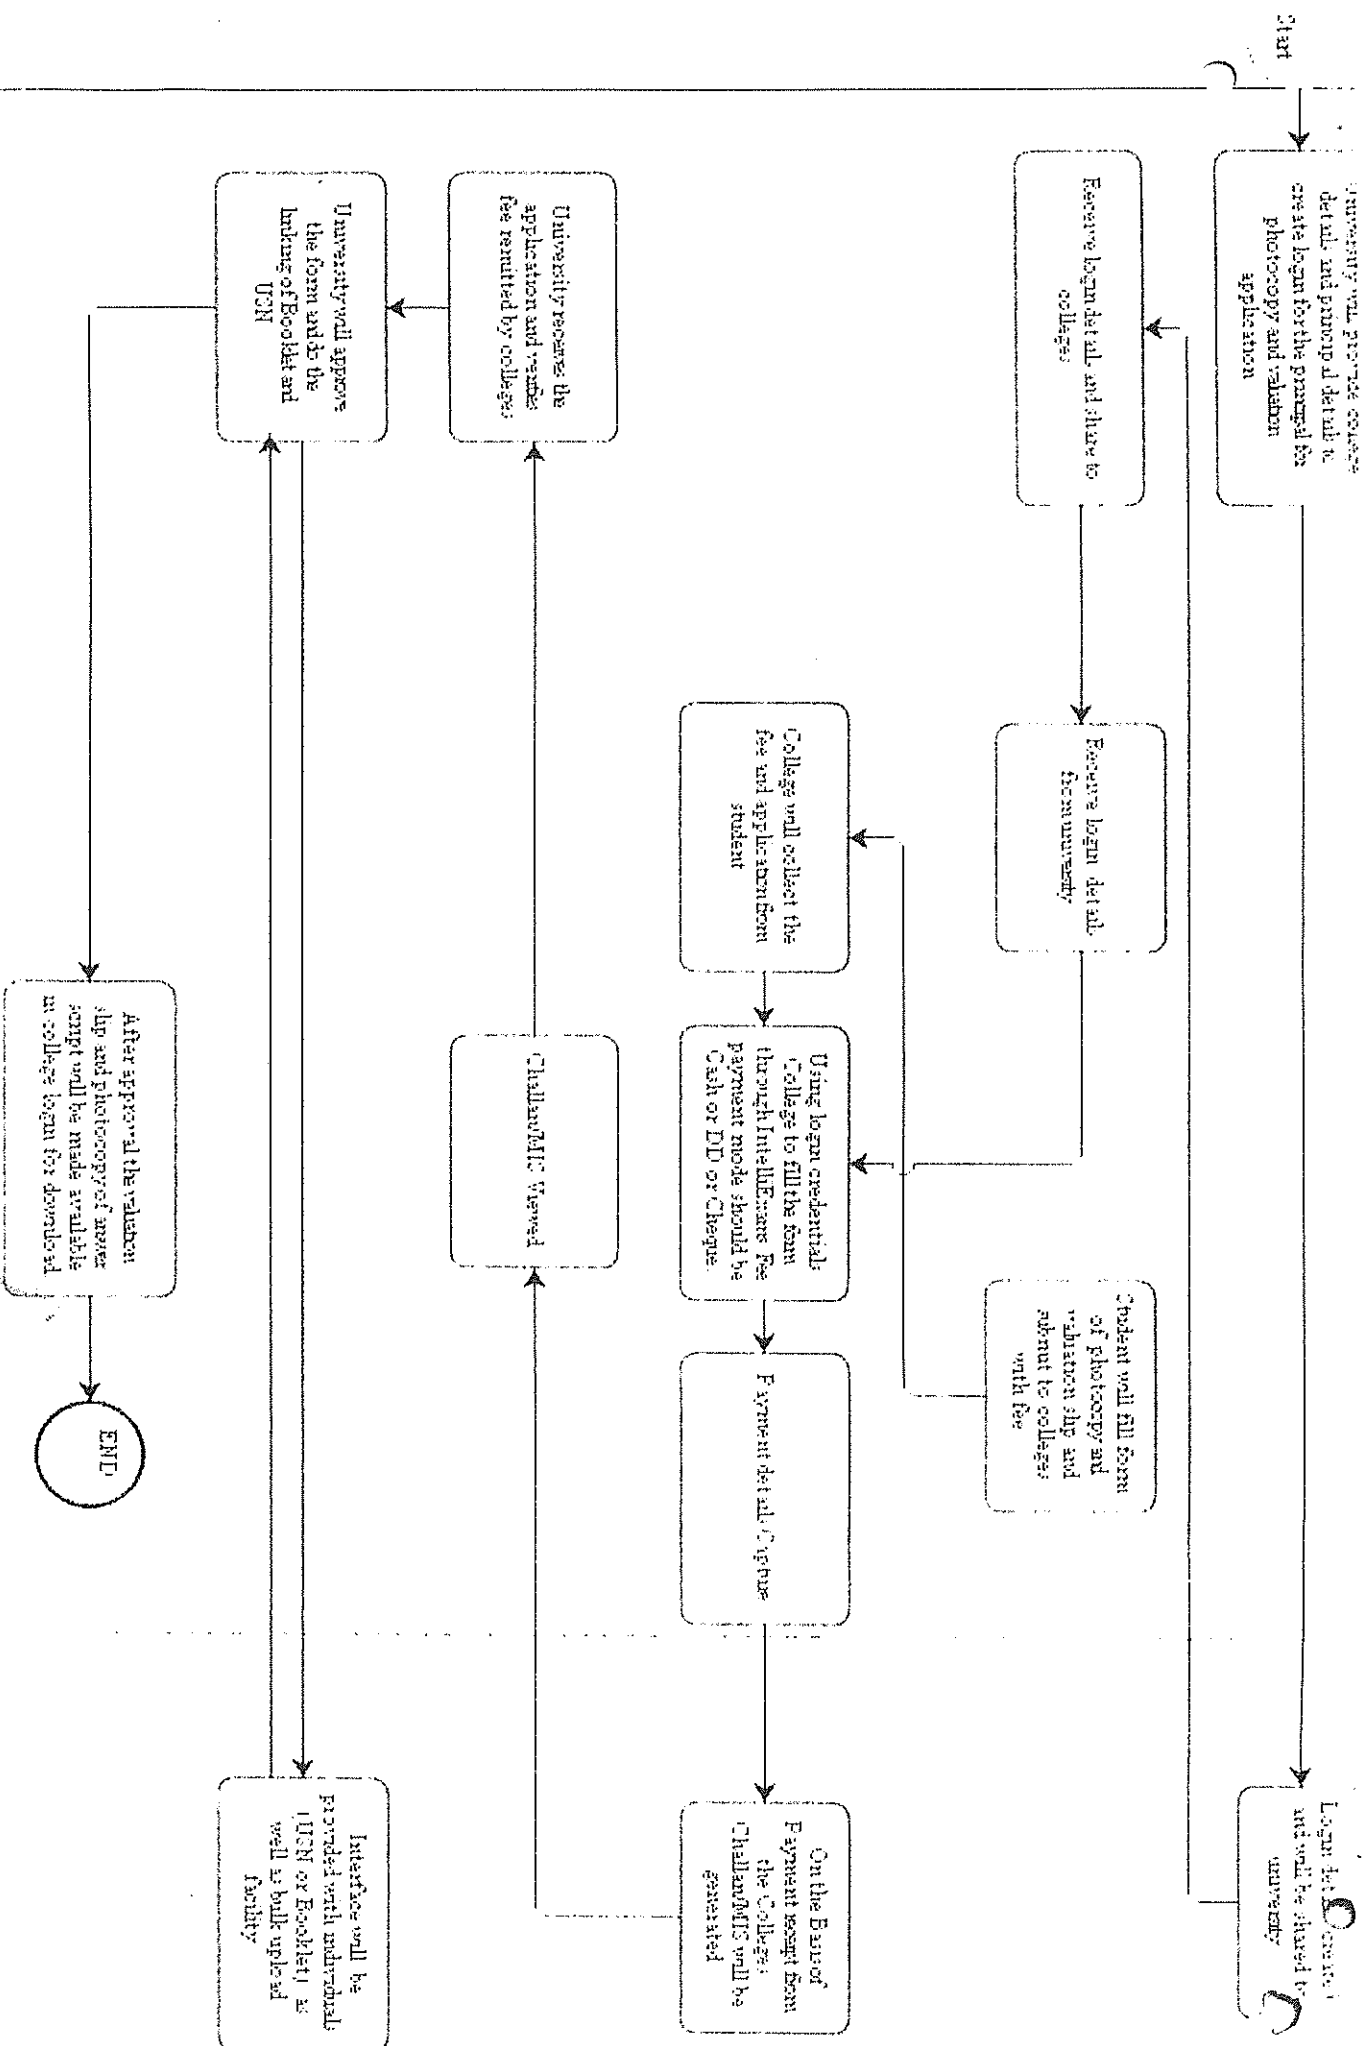 Start
University will provide college
details and principal details to
create login for the principal for
photocopy and valuation
application
Login details created
and will be shared to
university
Receive login details and share to
colleges
Receive login details
from university
Student will fill form
of photocopy and
valuation slip and
submit to colleges
with fee
College will collect the
fee and application from
student
Using login credentials
College to fill the form
through IntelliExams Fee
payment mode should be
Cash or DD or Cheque
Payment details Capture
On the Basis of
Payment receipt from
the Colleges
Challan/MIS will be
generated
Challan/MIS Viewed
University receives the
application and verifies
fee remitted by colleges
University will approve
the form and do the
linking of Booklet and
USN
Interface will be
provided with individual
(USN or Booklet) as
well as bulk upload
facility
After approval the valuation
slip and photocopy of answer
script will be made available
in college login for download
END